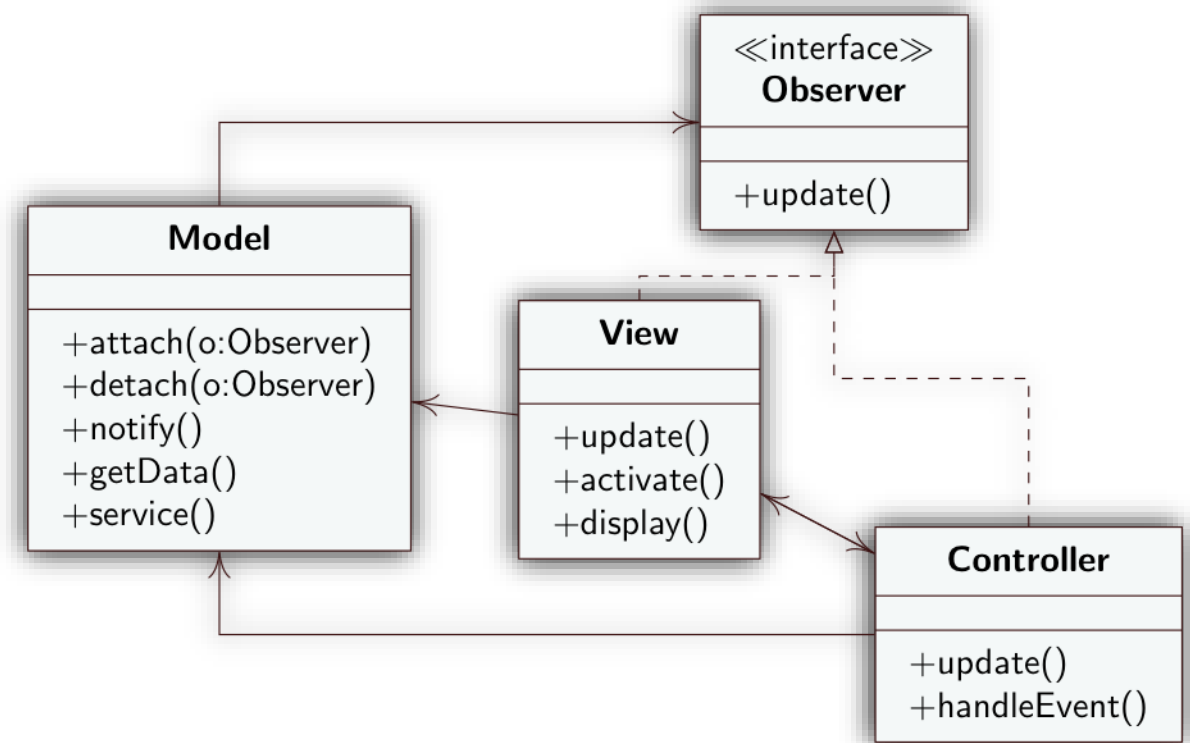 ≪interface≫
Observer
+update()
Model
+attach(o:Observer)
+detach(o:Observer)
+notify()
+getData()
+service()
View
+update()
+activate()
+display()
Controller
+update()
+handleEvent()